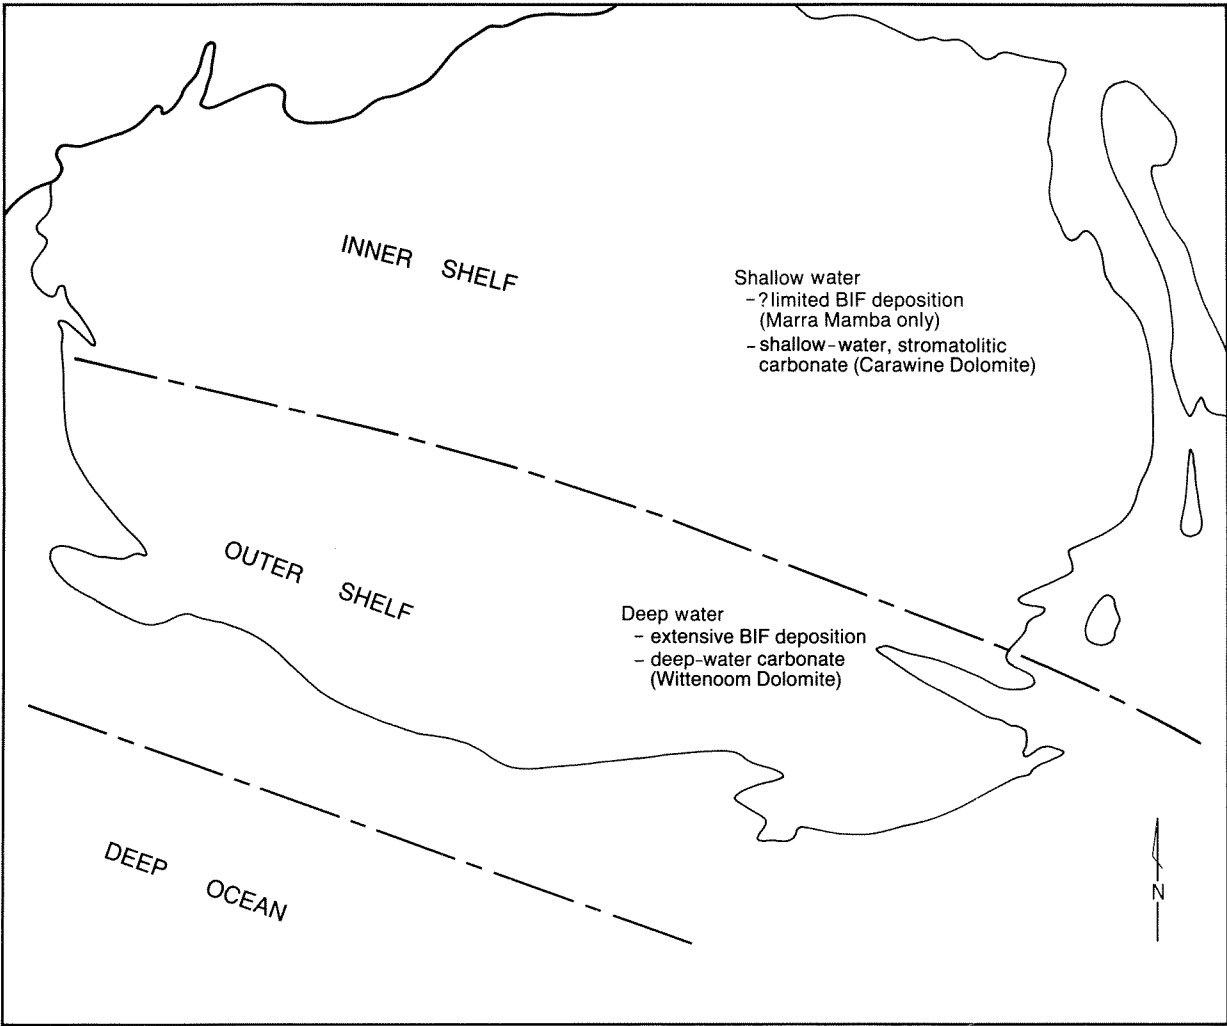 INNER SHELF
Shallow water
-?limited BIF deposition
(Marra Mamba only)
- shallow-water, stromatolitic
carbonate (Carawine Dolomite)
OUTER SHELF
Deep water
- extensive BIF deposition
- deep-water carbonate
(Wittenoom Dolomite)
DEEP OCEAN
N